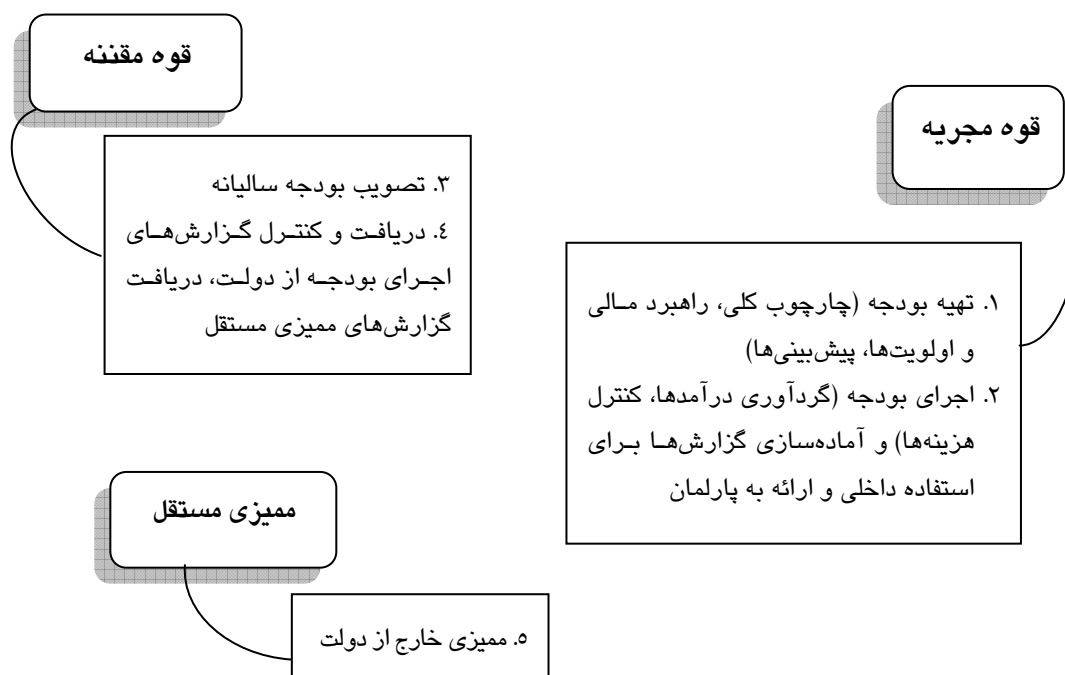 قوه مقننه
۳. تصویب بودجه سالیانه
٤. دریافت و کنترل گزارش‌های
اجرای بودجه از دولت، دریافت
گزارش‌های ممیزی مستقل
قوه مجریه
۱. تهیه بودجه (چارچوب کلی، راهبرد مالی
و اولویت‌ها، پیش‌بینی‌ها)
۲. اجرای بودجه (گردآوری درآمدها، کنترل
هزینه‌ها) و آماده‌سازی گزارش‌ها برای
استفاده داخلی و ارائه به پارلمان
ممیزی مستقل
٥. ممیزی خارج از دولت